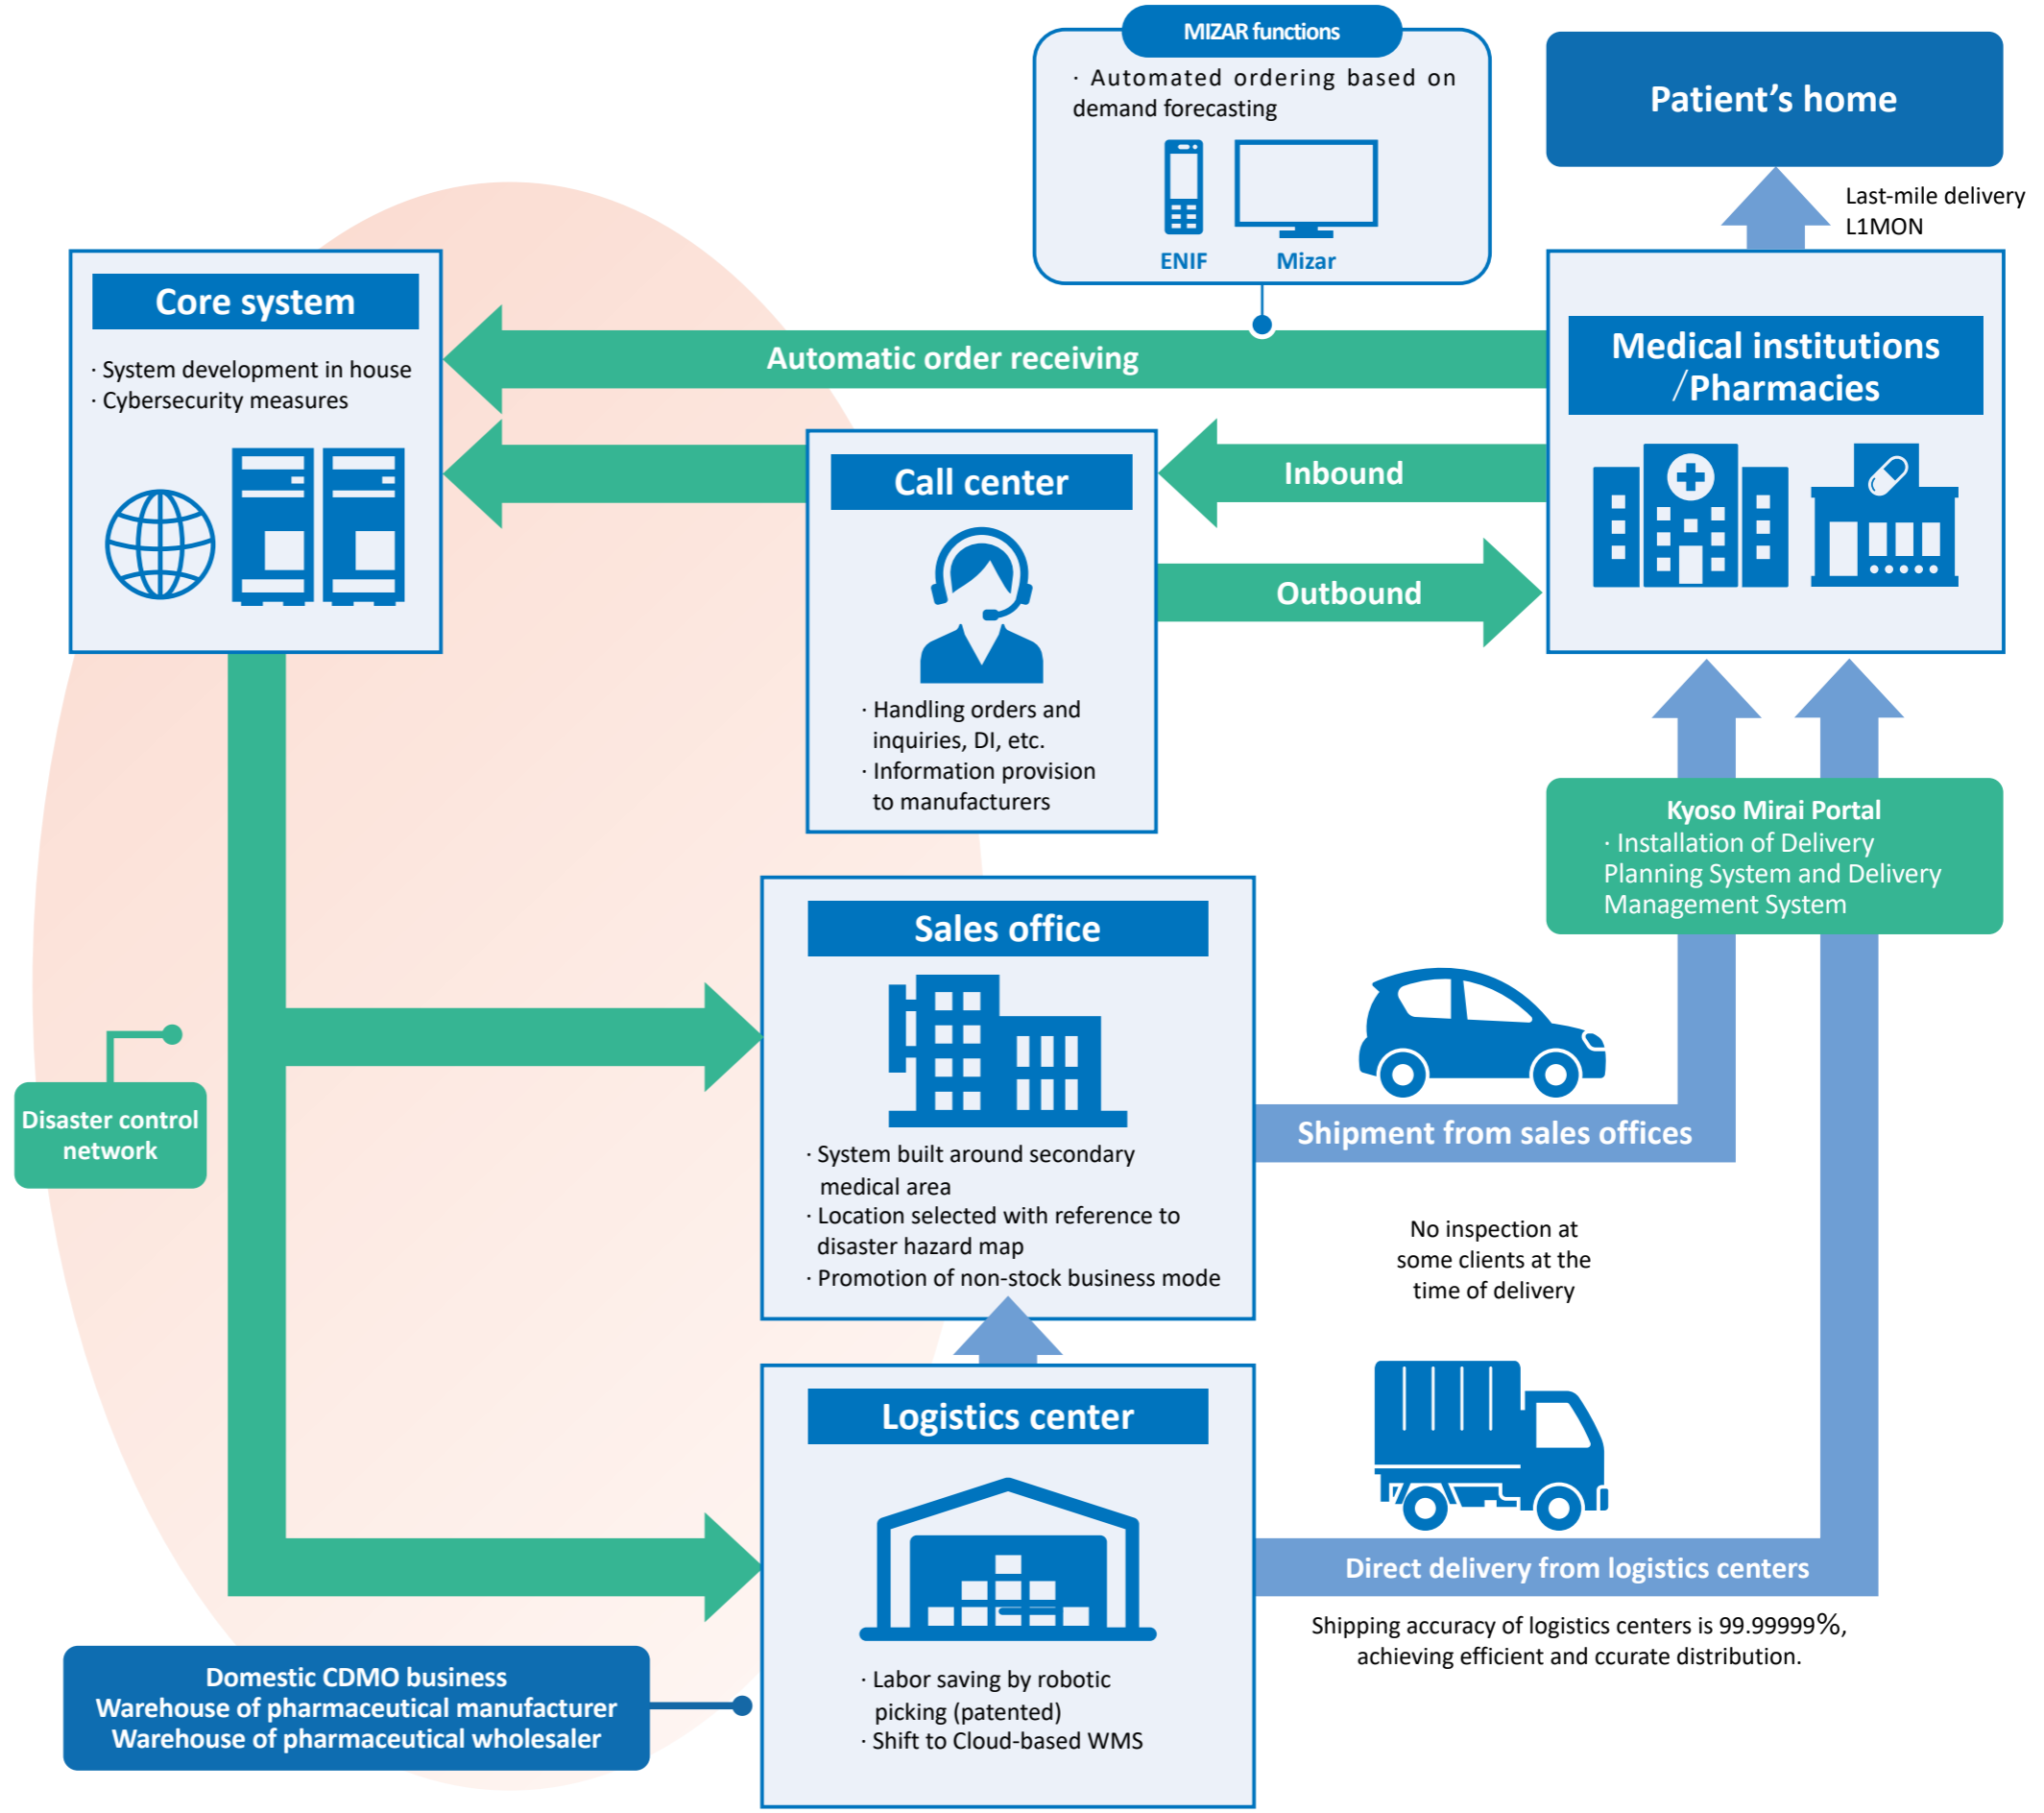 MIZAR functions
· Automated ordering based on
demand forecasting
ENIF
Mizar
Patient’s home
Last-mile delivery
L1MON
Core system
· System development in house
· Cybersecurity measures
Automatic order receiving
Medical institutions
/Pharmacies
Call center
· Handling orders and
inquiries, DI, etc.
· Information provision
to manufacturers
Inbound
Outbound
Kyoso Mirai Portal
· Installation of Delivery
Planning System and Delivery
Management System
Sales office
· System built around secondary
medical area
· Location selected with reference to
disaster hazard map
· Promotion of non-stock business mode
Disaster control
network
Shipment from sales offices
No inspection at
some clients at the
time of delivery
Logistics center
· Labor saving by robotic
picking (patented)
· Shift to Cloud-based WMS
Direct delivery from logistics centers
Shipping accuracy of logistics centers is 99.99999%,
achieving efficient and ccurate distribution.
Domestic CDMO business
Warehouse of pharmaceutical manufacturer
Warehouse of pharmaceutical wholesaler